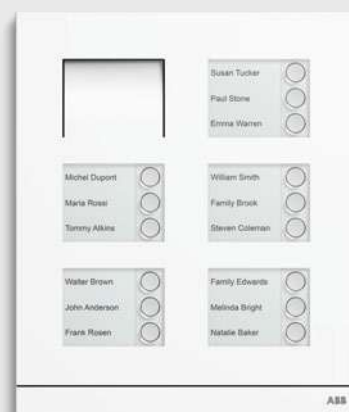 Susan Tucker
Paul Stone
Emma Warren
Michel Dupont
Maria Rossi
Tommy Atkins
William Smith
Family Brook
Steven Coleman
Walter Brown
John Anderson
Frank Rosen
Family Edwards
Melinda Bright
Natalie Baker
ABB